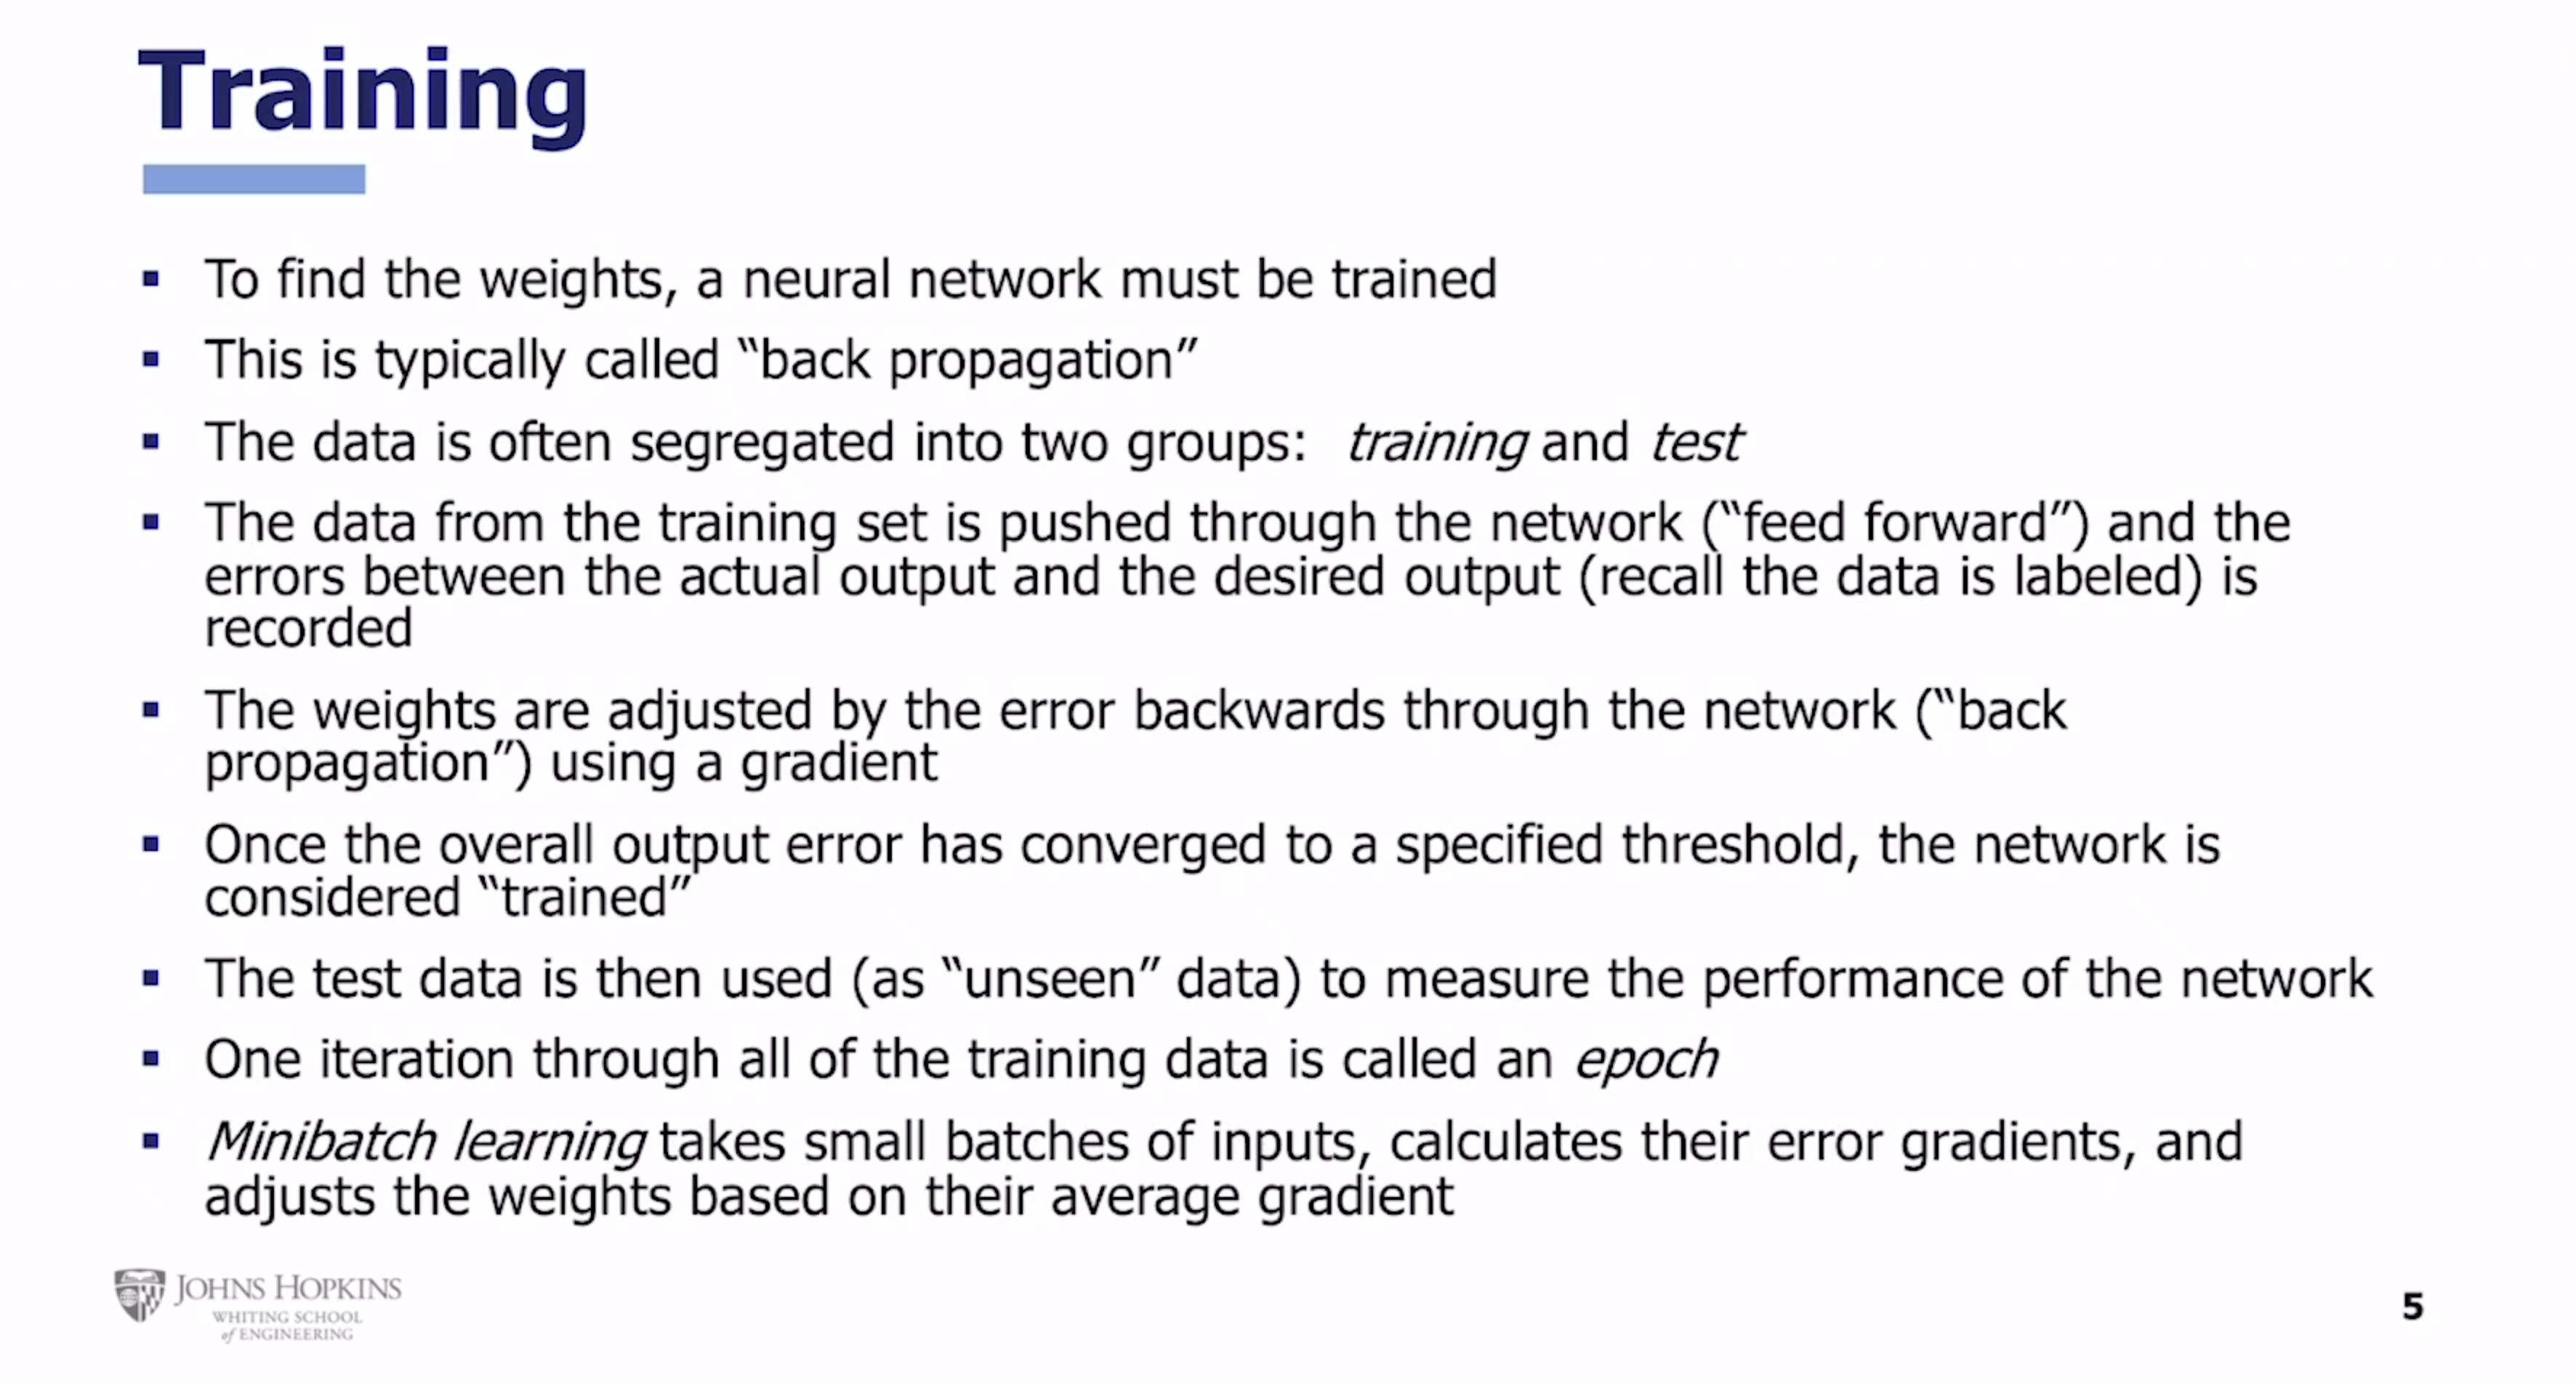 Training
▪ To find the weights, a neural network must be trained
▪ This is typically called “back propagation”
▪ The data is often segregated into two groups:  training and test
▪ The data from the training set is pushed through the network (“feed forward”) and the
errors between the actual output and the desired output (recall the data is labeled) is
recorded
▪ The weights are adjusted by the error backwards through the network (“back
propagation”) using a gradient
▪ Once the overall output error has converged to a specified threshold, the network is
considered “trained”
▪ The test data is then used (as “unseen” data) to measure the performance of the network
▪ One iteration through all of the training data is called an epoch
▪ Minibatch learning takes small batches of inputs, calculates their error gradients, and
adjusts the weights based on their average gradient
JOHNS HOPKINS
WHITING SCHOOL
of ENGINEERING
5